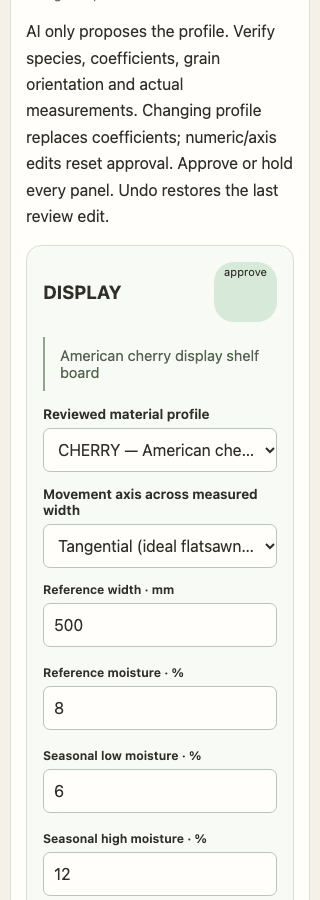 AI only proposes the profile. Verify
species, coefficients, grain
orientation and actual
measurements. Changing profile
replaces coefficients; numeric/axis
edits reset approval. Approve or hold
every panel. Undo restores the last
review edit.
DISPLAY
approve
American cherry display shelf
board
Reviewed material profile
CHERRY — American che...
Movement axis across measured
width
Tangential (ideal flatsawn...
Reference width · mm
500
Reference moisture · %
8
Seasonal low moisture · %
6
Seasonal high moisture · %
12